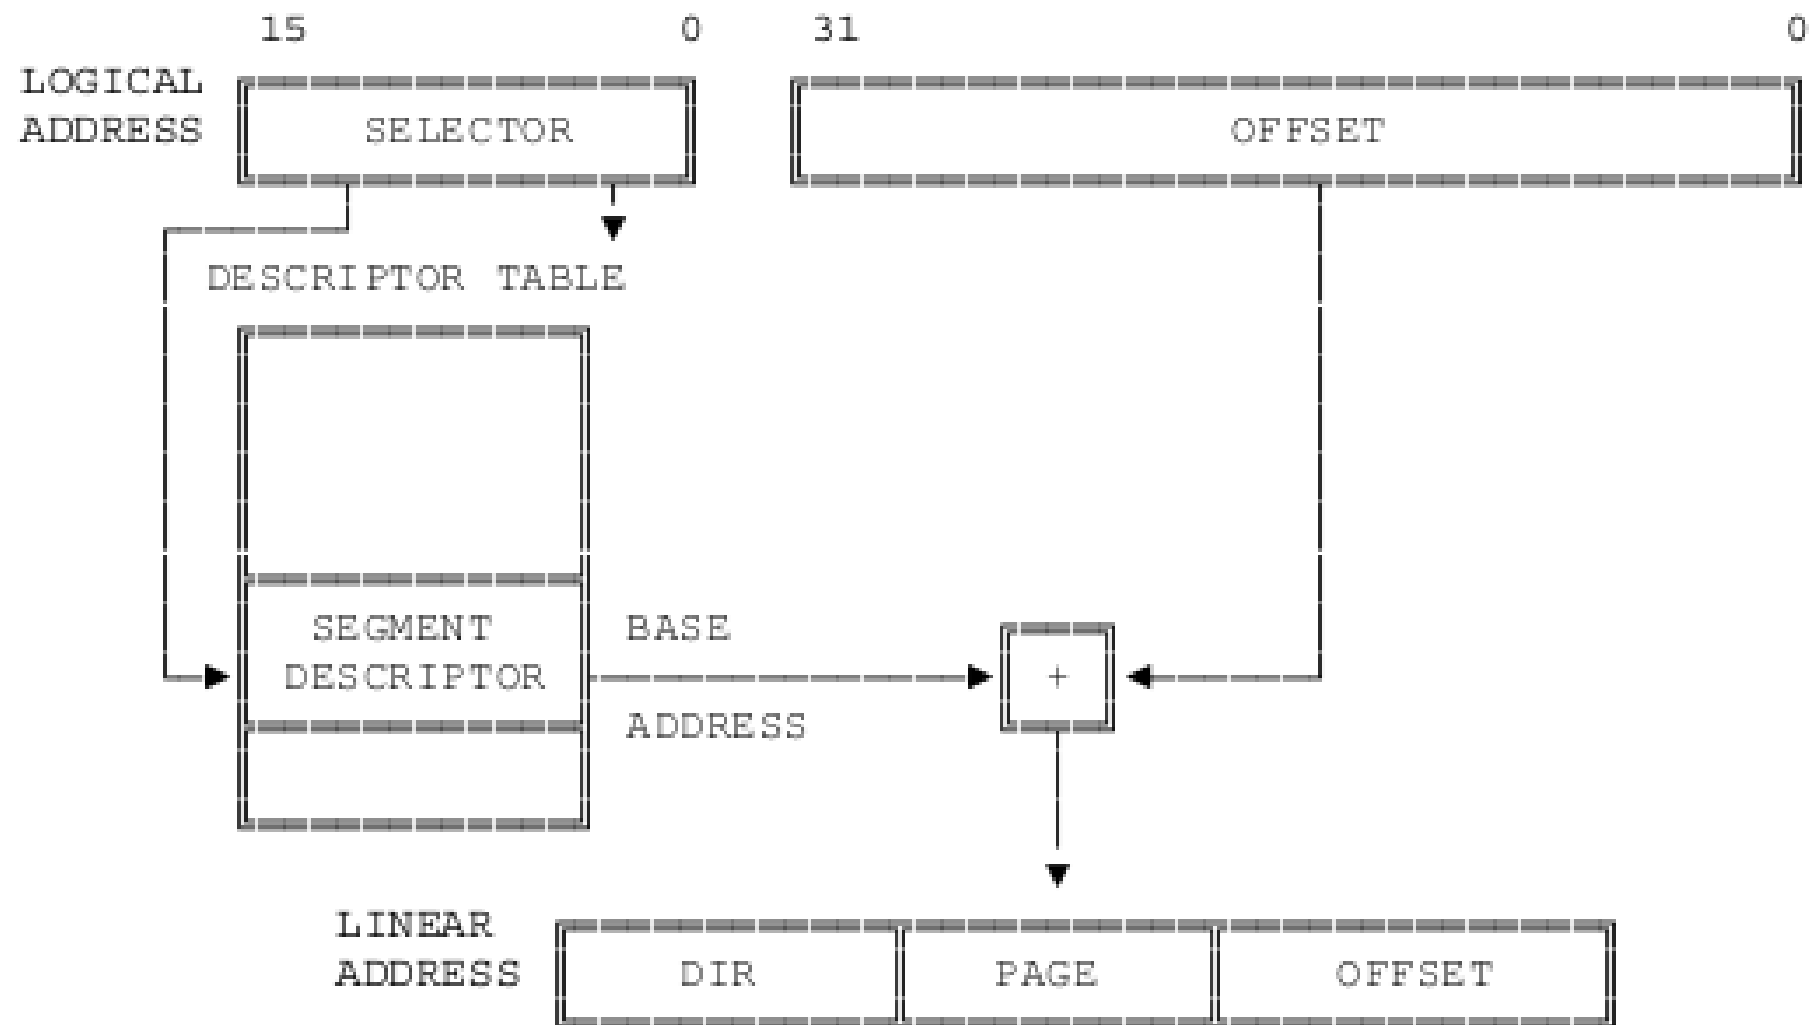 15 0 31 0
LOGICAL
ADDRESS SELECTOR OFFSET
DESCRIPTOR TABLE
SEGMENT BASE
DESCRIPTOR +
ADDRESS
LINEAR
ADDRESS DIR PAGE OFFSET